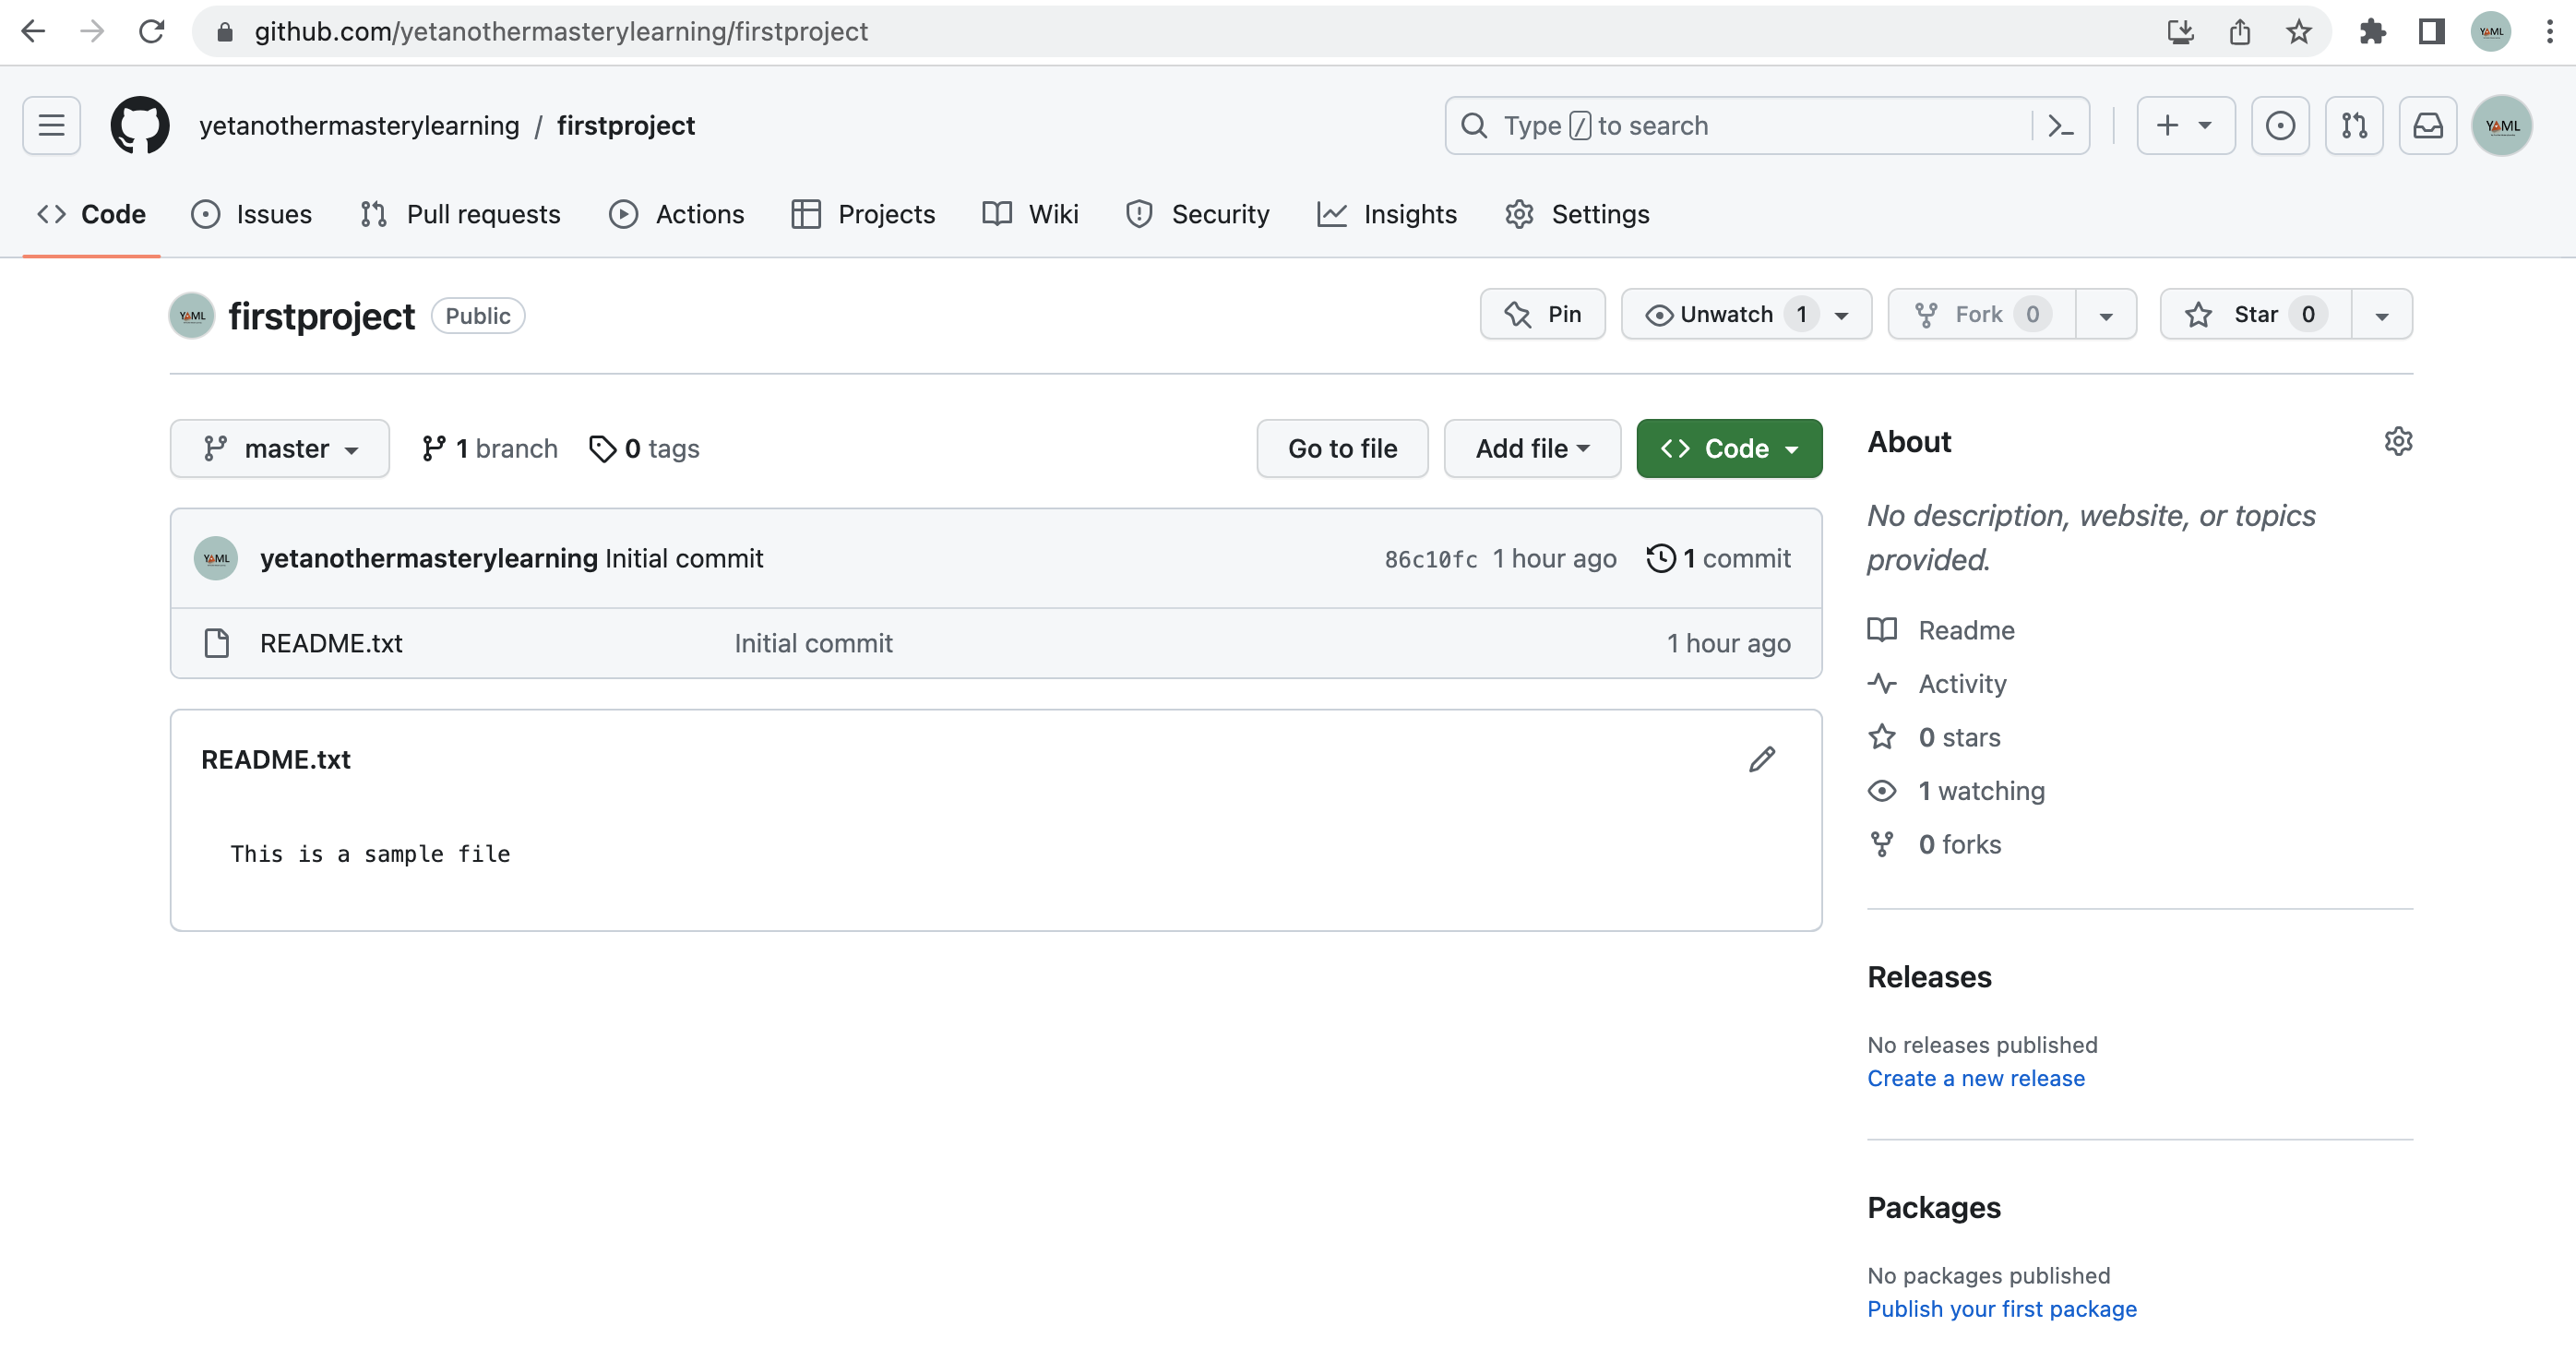 github.com/yetanothermasterylearning/firstproject
YAML
yetanothermasterylearning / firstproject
Type / to search
YAML
Code Issues Pull requests Actions Projects Wiki Security Insights Settings
YAML firstproject Public
Pin Unwatch 1 Fork 0 Star 0
master 1 branch 0 tags
Go to file Add file Code
YAML yetanothermasterylearning Initial commit 86c10fc 1 hour ago 1 commit
README.txt Initial commit 1 hour ago
README.txt
This is a sample file
About
No description, website, or topics
provided.
Readme
Activity
0 stars
1 watching
0 forks
Releases
No releases published
Create a new release
Packages
No packages published
Publish your first package